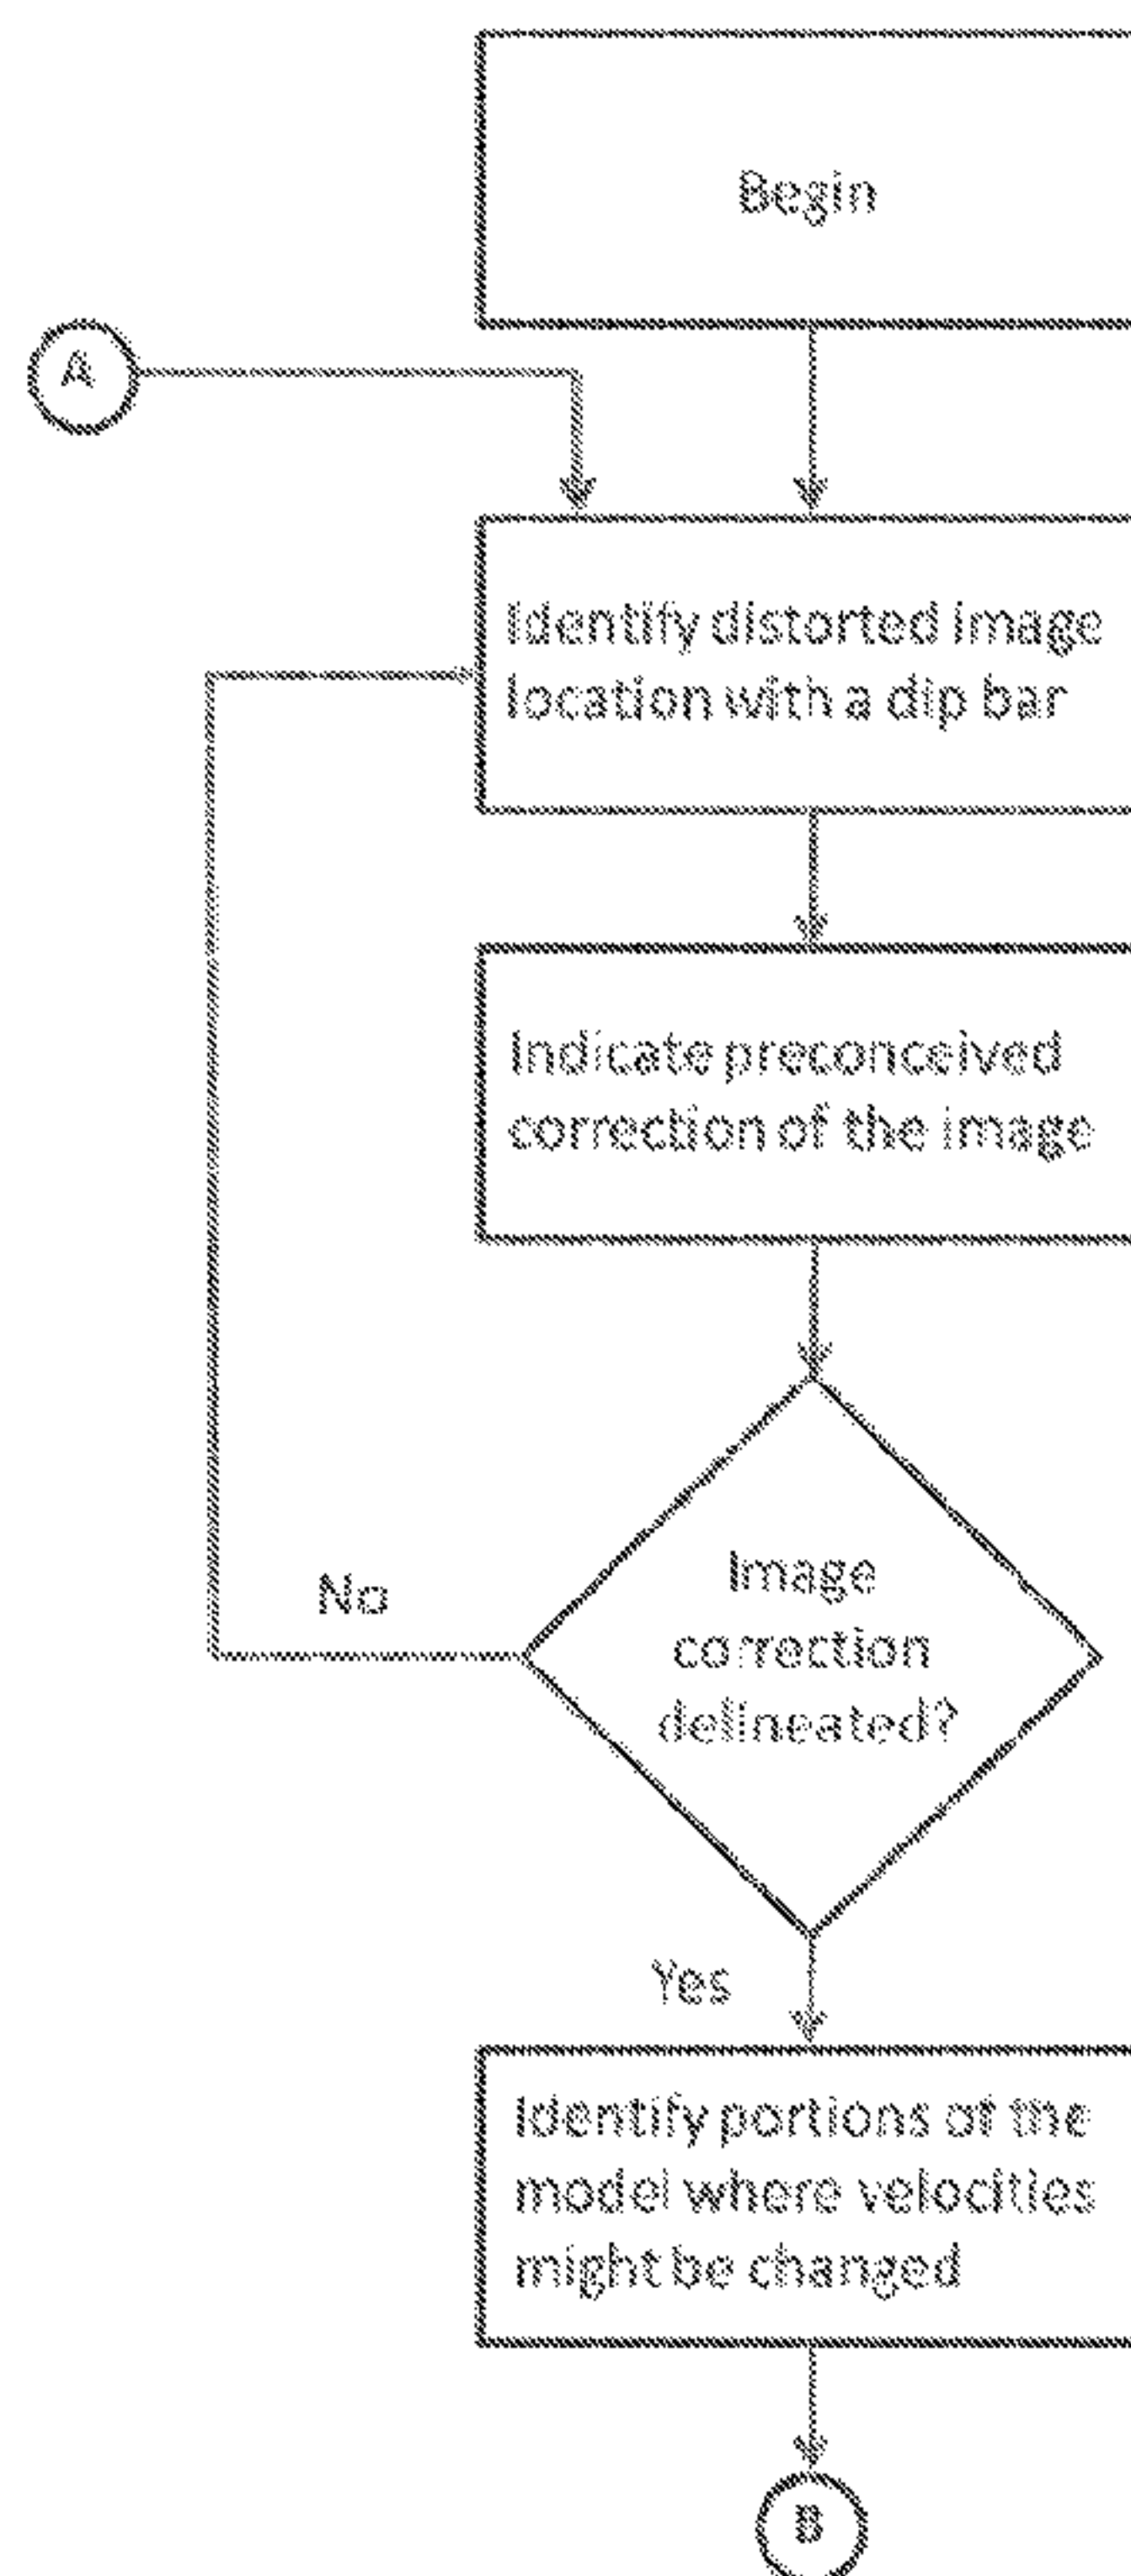 Begin
A
Identify distorted image
location with a dip bar
Indicate preconceived
correction of the image
Image
correction
delineated?
No
Yes
Identify portions of the
model where velocities
might be changed
B